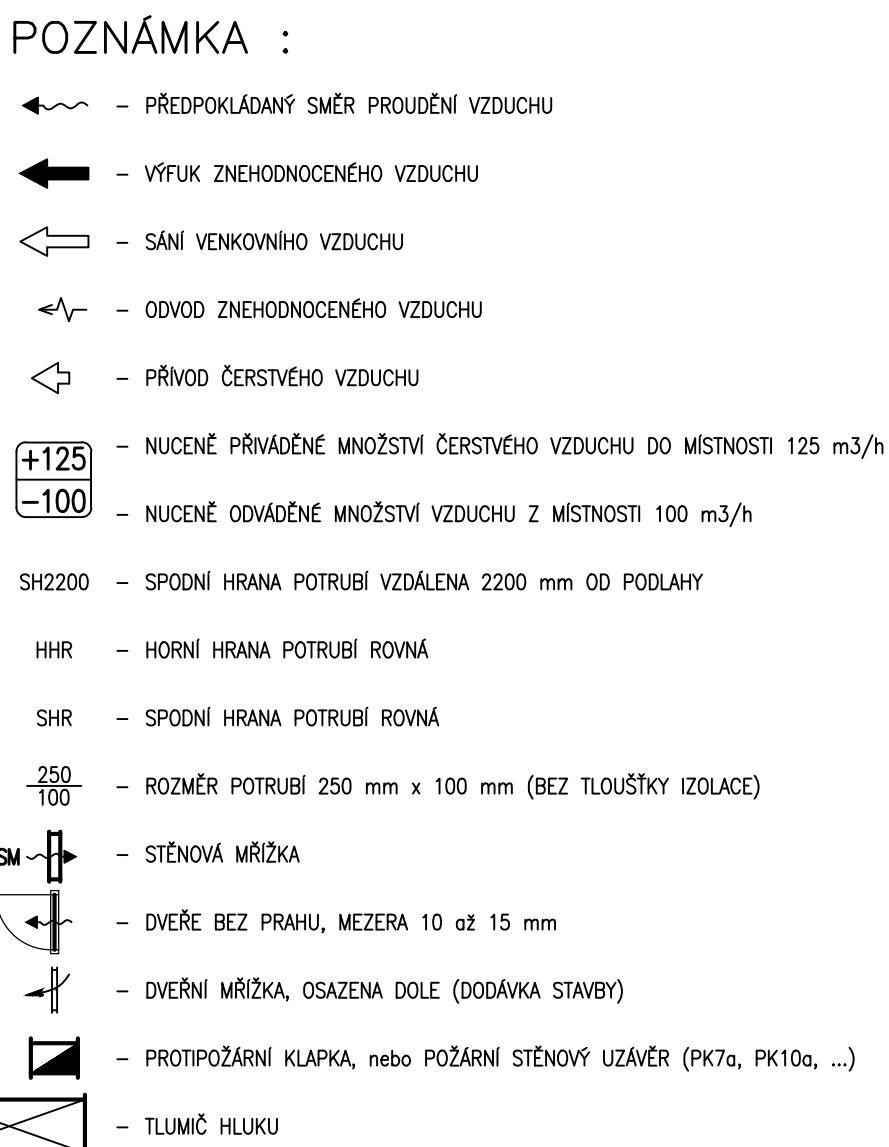 POZNÁMKA :
– PŘEDPOKLÁDANÝ SMĚR PROUDĚNÍ VZDUCHU
– VÝFUK ZNEHODNOCENÉHO VZDUCHU
– SÁNÍ VENKOVNÍHO VZDUCHU
– ODVOD ZNEHODNOCENÉHO VZDUCHU
– PŘÍVOD ČERSTVÉHO VZDUCHU
+125 – NUCENĚ PŘIVÁDĚNÉ MNOŽSTVÍ ČERSTVÉHO VZDUCHU DO MÍSTNOSTI 125 m3/h
-100 – NUCENĚ ODVÁDĚNÉ MNOŽSTVÍ VZDUCHU Z MÍSTNOSTI 100 m3/h
SH2200 – SPODNÍ HRANA POTRUBÍ VZDÁLENA 2200 mm OD PODLAHY
HHR – HORNÍ HRANA POTRUBÍ ROVNÁ
SHR – SPODNÍ HRANA POTRUBÍ ROVNÁ
250
100
– ROZMĚR POTRUBÍ 250 mm x 100 mm (BEZ TLOUŠŤKY IZOLACE)
SM – STĚNOVÁ MŘÍŽKA
– DVEŘE BEZ PRAHU, MEZERA 10 až 15 mm
– DVEŘNÍ MŘÍŽKA, OSAZENA DOLE (DODÁVKA STAVBY)
– PROTIPOŽÁRNÍ KLAPKA, nebo POŽÁRNÍ STĚNOVÝ UZÁVĚR (PK7a, PK10a, ...)
– TLUMIČ HLUKU